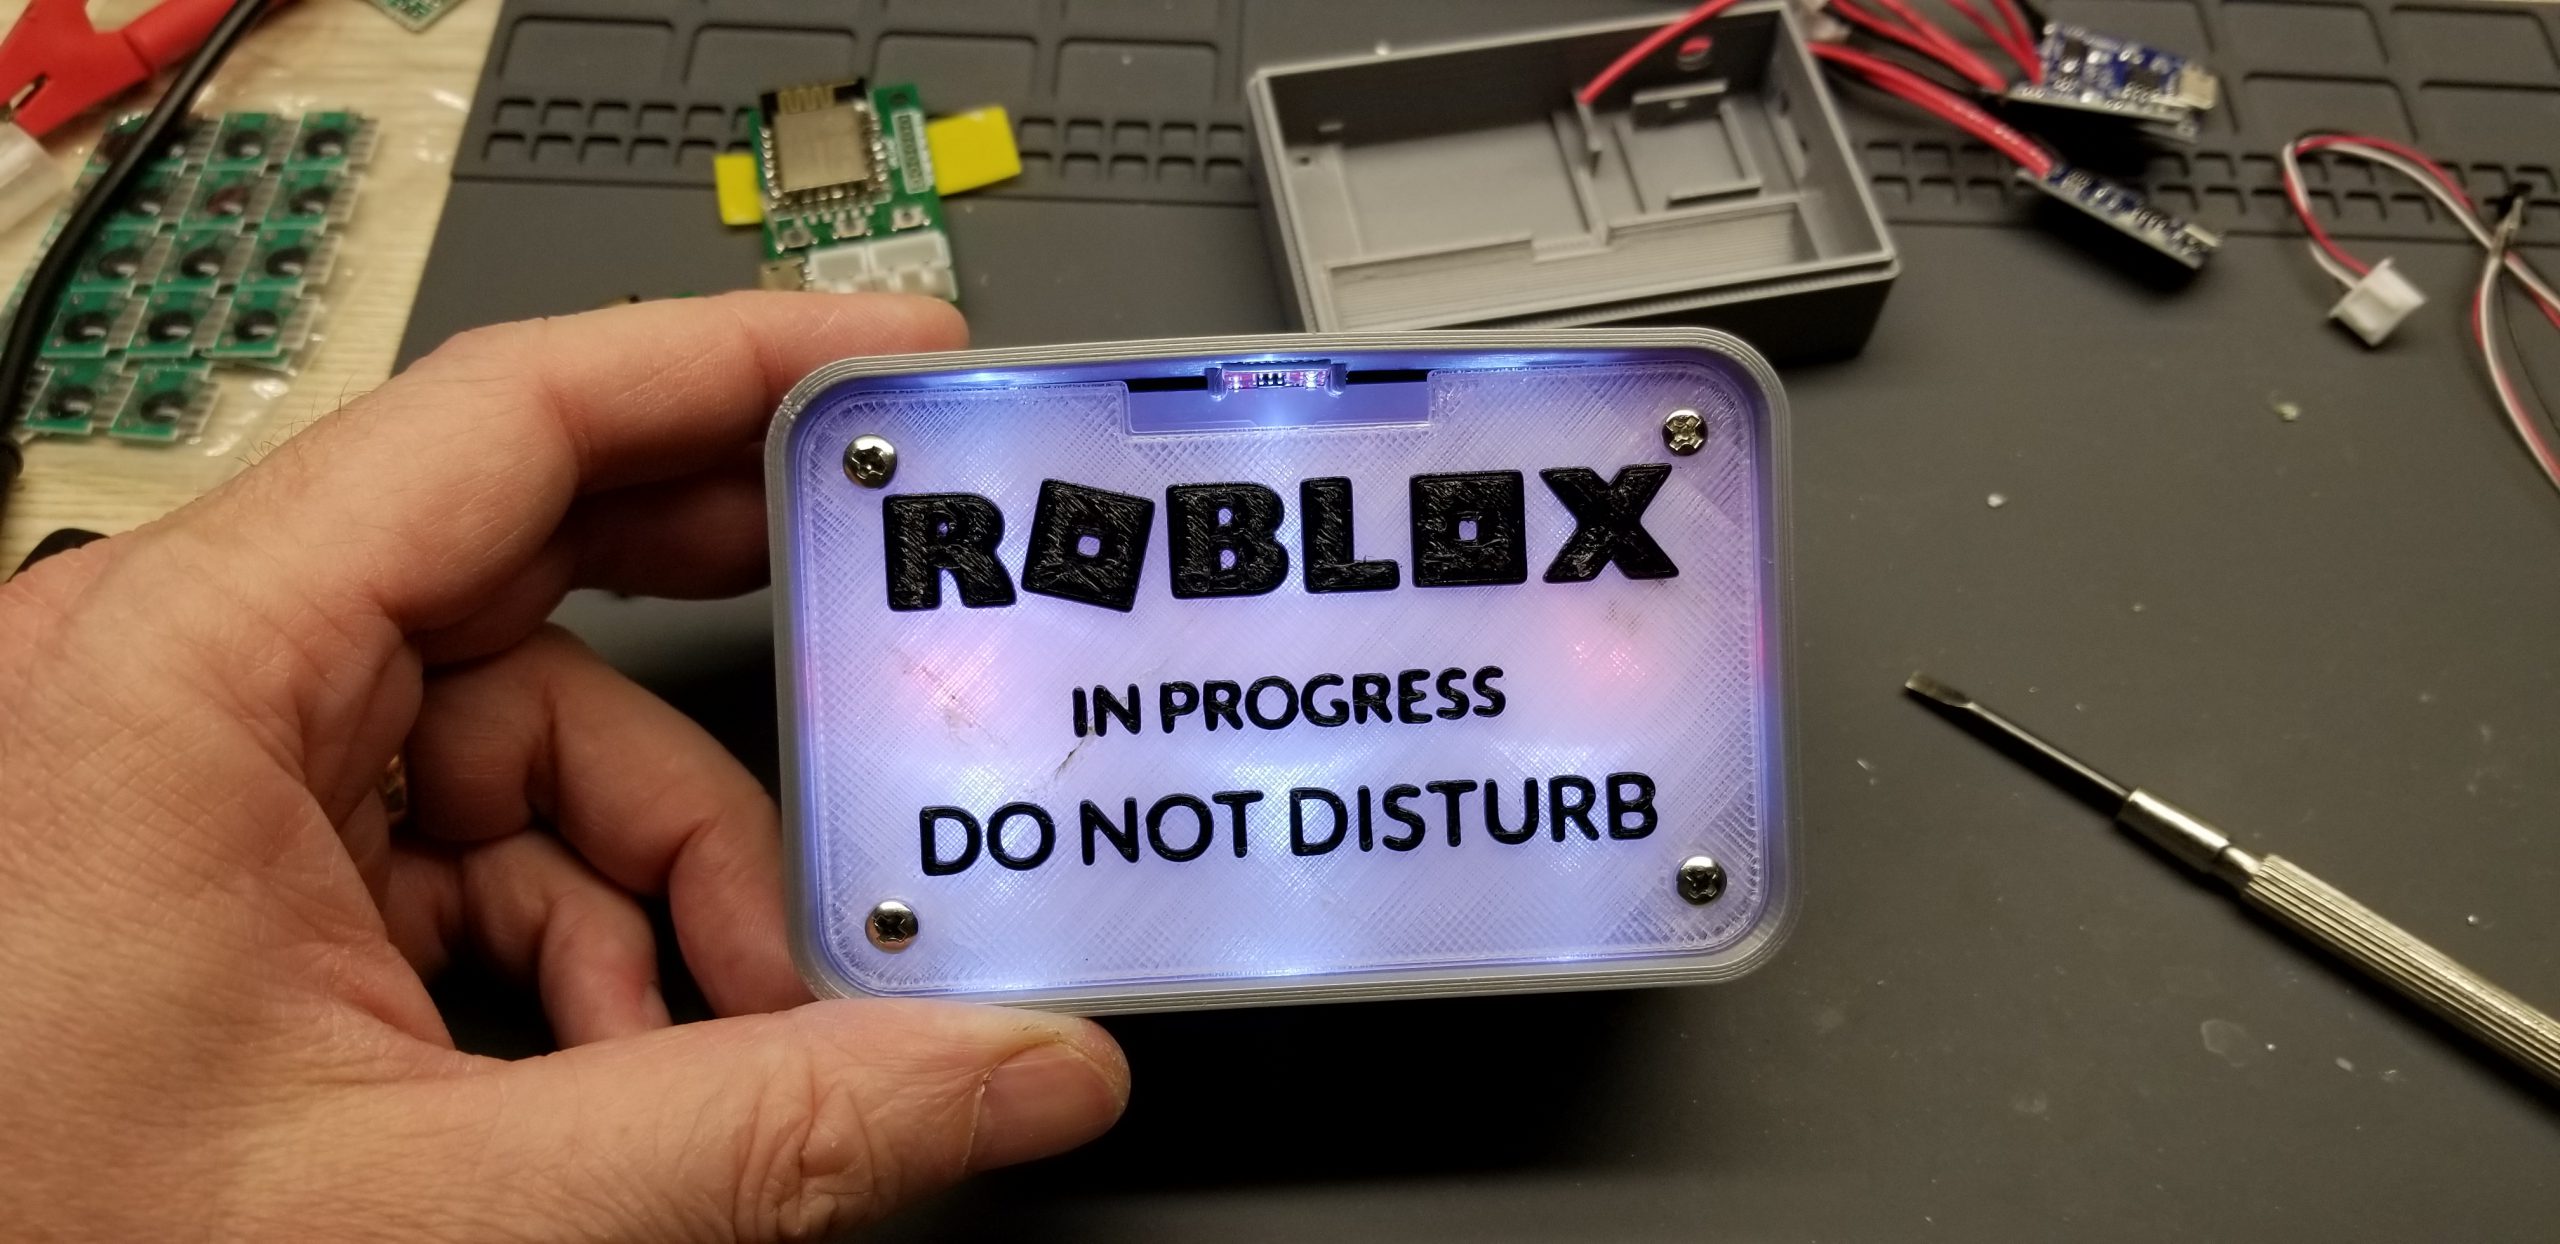 ROBLOX
IN PROGRESS
DO NOT DISTURB